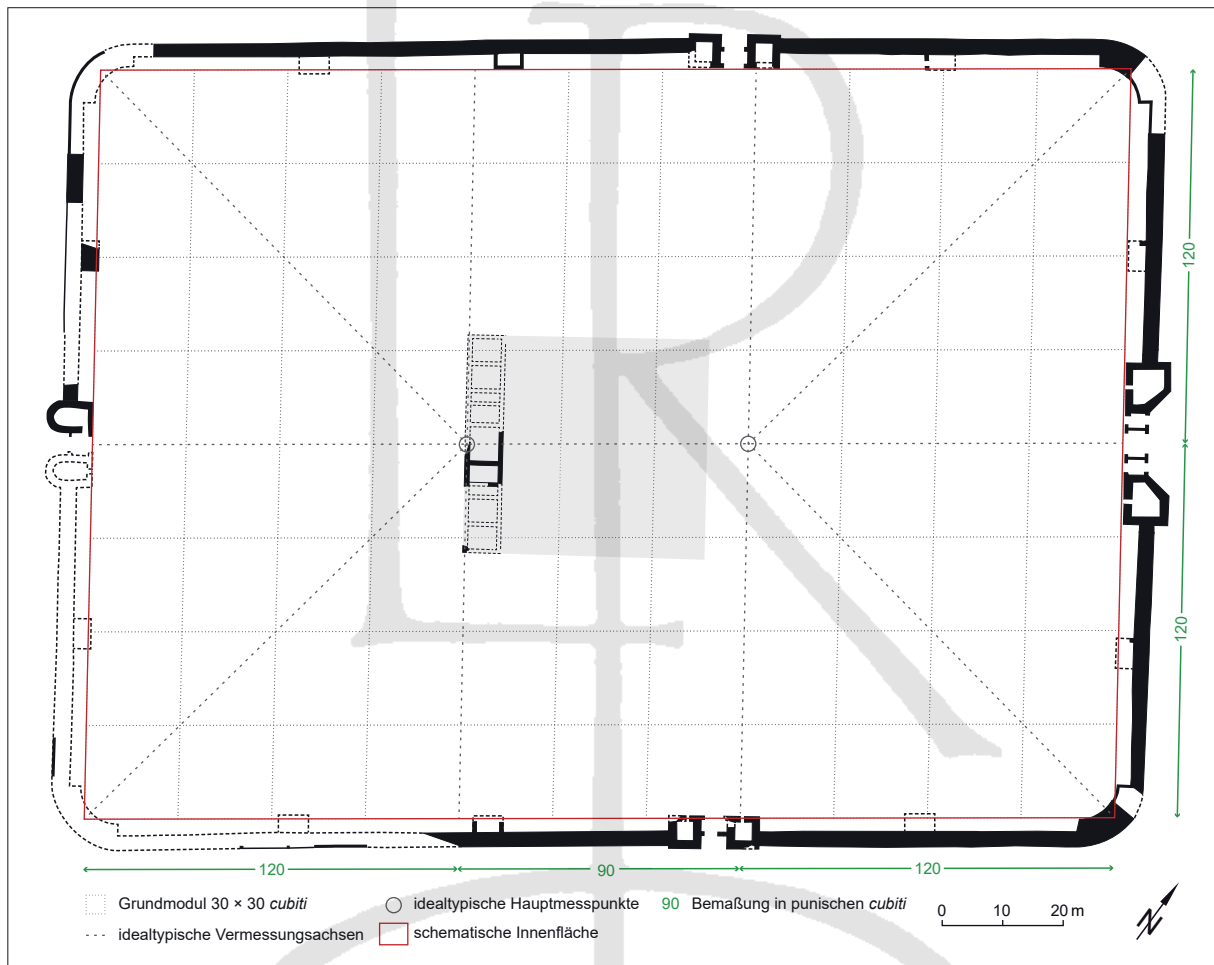 120
120
120
90
120
Grundmodul 30 × 30 cubiti
idealtypische Hauptmesspunkte
90 Bemaßung in punischen cubiti
0 10 20 m
N
idealtypische Vermessungsachsen
schematische Innenfläche